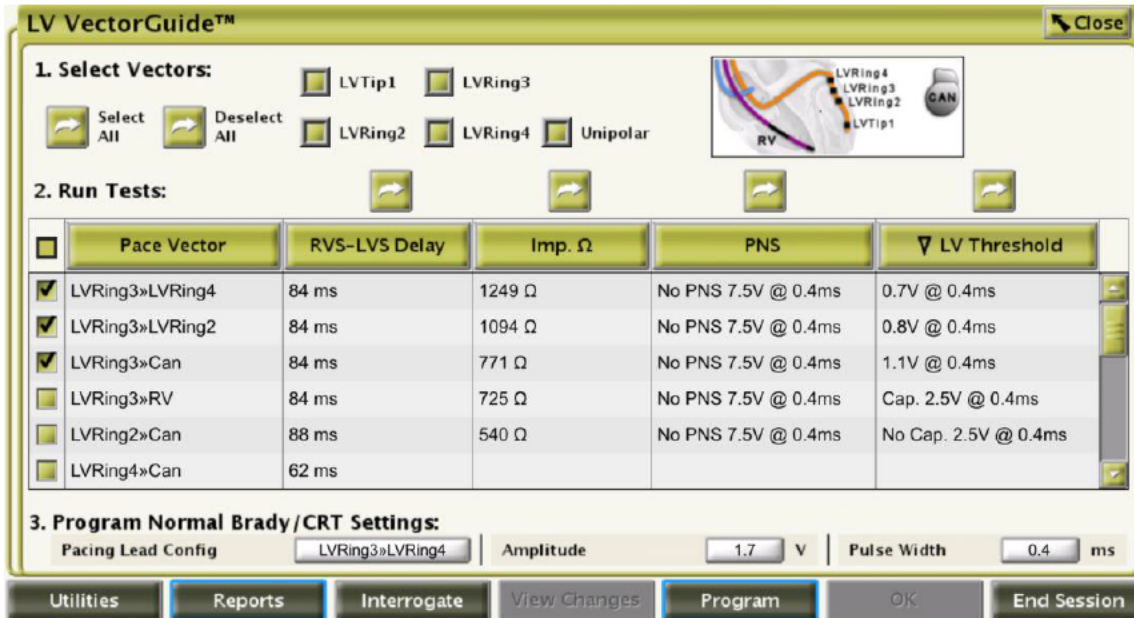 LV VectorGuide™ Close
1. Select Vectors:
LVTip1 LVRing3
Select All Deselect All
LVRing2 LVRing4 Unipolar
LVRing4
LVRing3
LVRing2
LVTip1
CAN
RV
2. Run Tests:
Pace Vector RVS-LVS Delay Imp. Ω PNS ∇ LV Threshold
LVRing3»LVRing4 84 ms 1249 Ω No PNS 7.5V @ 0.4ms 0.7V @ 0.4ms
LVRing3»LVRing2 84 ms 1094 Ω No PNS 7.5V @ 0.4ms 0.8V @ 0.4ms
LVRing3»Can 84 ms 771 Ω No PNS 7.5V @ 0.4ms 1.1V @ 0.4ms
LVRing3»RV 84 ms 725 Ω No PNS 7.5V @ 0.4ms Cap. 2.5V @ 0.4ms
LVRing2»Can 88 ms 540 Ω No PNS 7.5V @ 0.4ms No Cap. 2.5V @ 0.4ms
LVRing4»Can 62 ms
3. Program Normal Brady/CRT Settings:
Pacing Lead Config LVRing3»LVRing4 Amplitude 1.7 V Pulse Width 0.4 ms
Utilities Reports Interrogate View Changes Program OK End Session